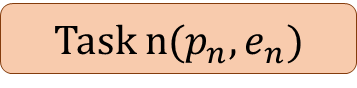 Task n(pₙ, eₙ)